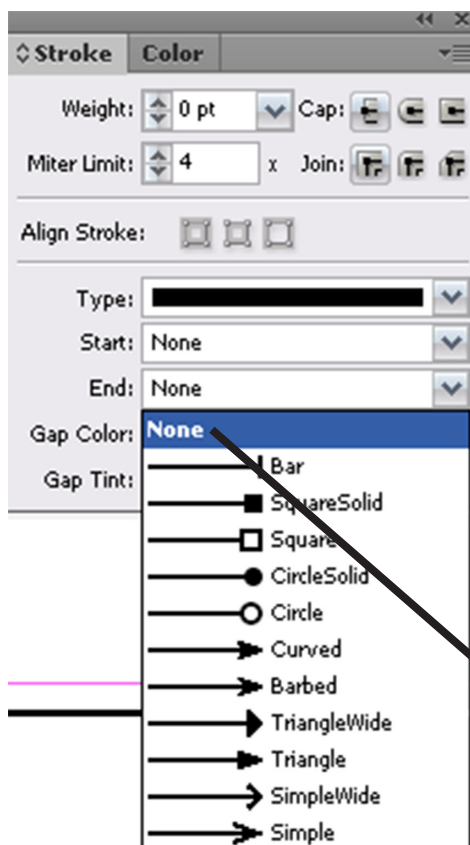 Stroke Color
Weight: 0 pt Cap:
Miter Limit: 4 x Join:
Align Stroke:
Type:
Start: None
End: None
Gap Color: None
Bar
Gap Tint:
SquareSolid
Square
CircleSolid
Circle
Curved
Barbed
TriangleWide
Triangle
SimpleWide
Simple